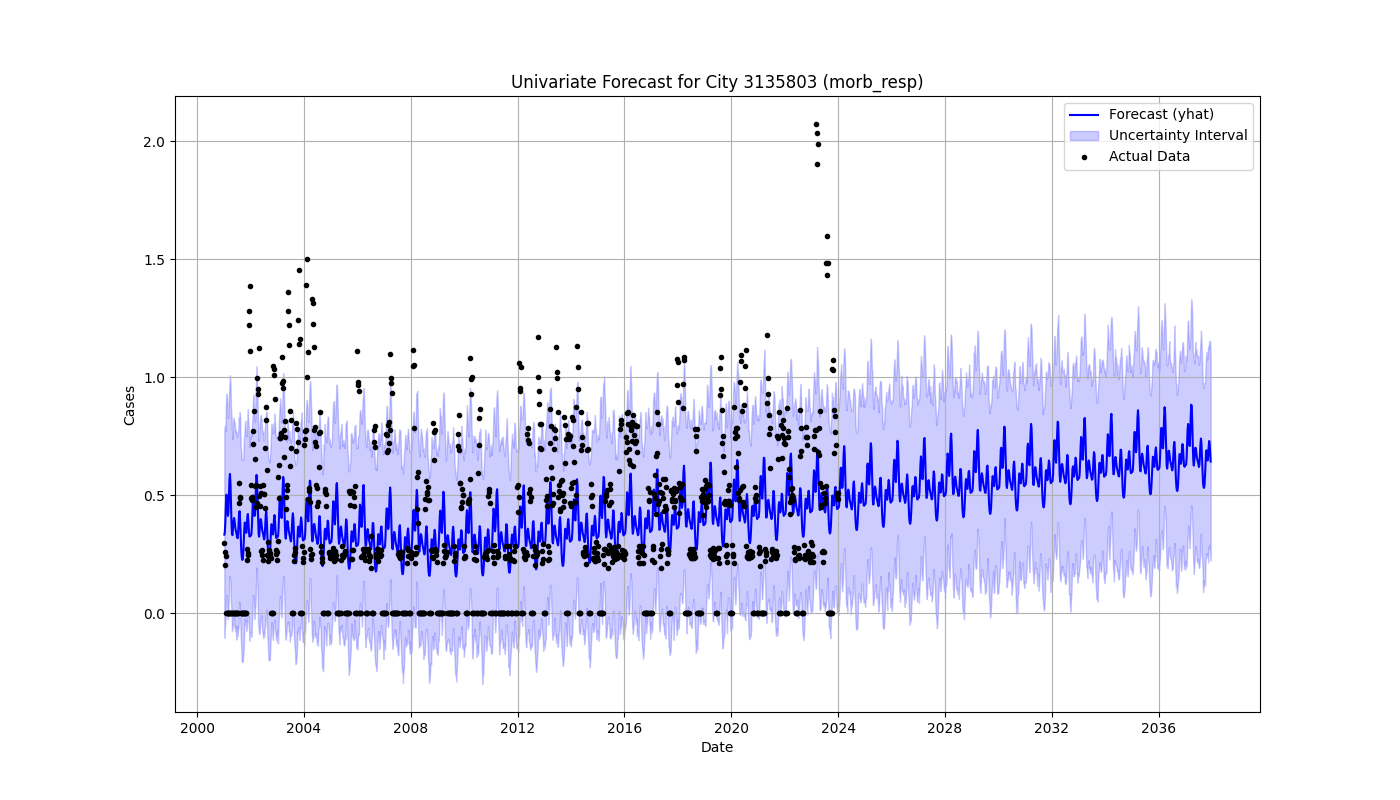 Univariate Forecast for City 3135803 (morb_resp)
Forecast (yhat)
Uncertainty Interval
Actual Data
Cases
2.0
1.5
1.0
0.5
0.0
2000 2004 2008 2012 2016 2020 2024 2028 2032 2036
Date